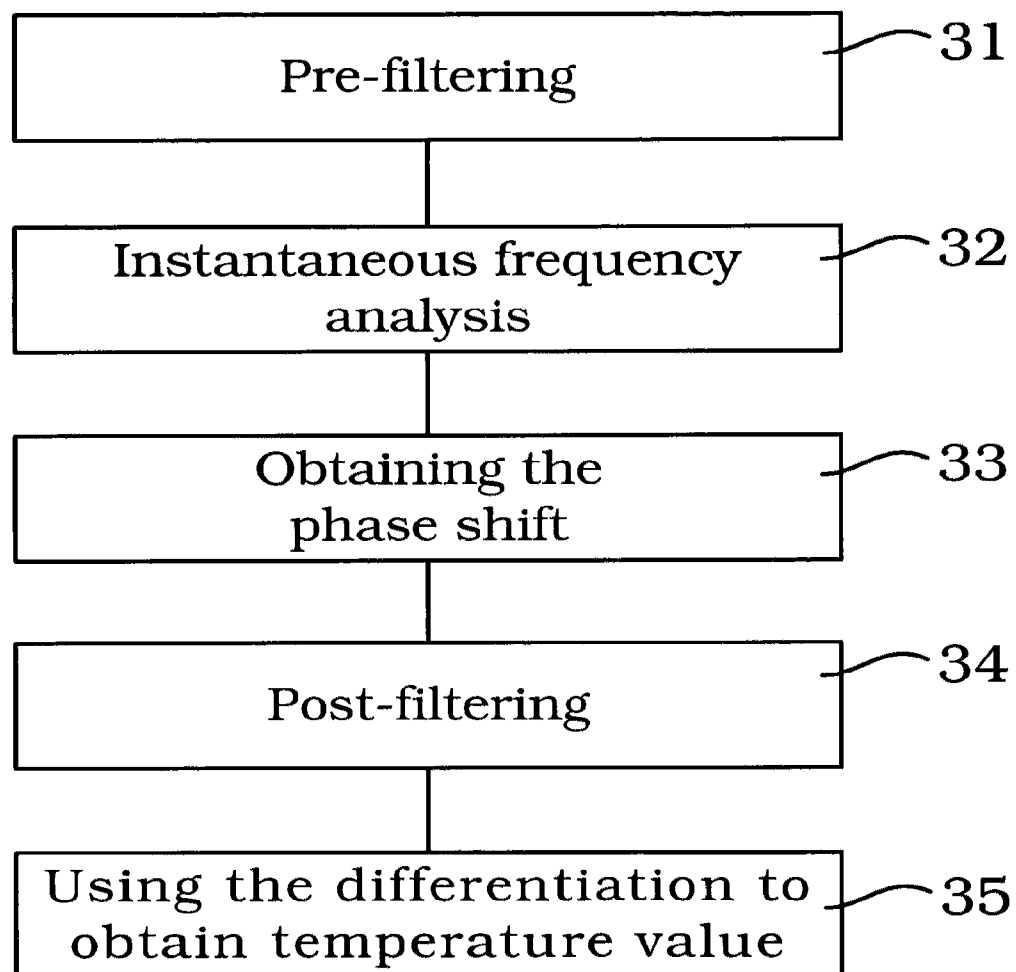 Pre-filtering
31
Instantaneous frequency
analysis
32
Obtaining the
phase shift
33
Post-filtering
34
Using the differentiation to
obtain temperature value
35